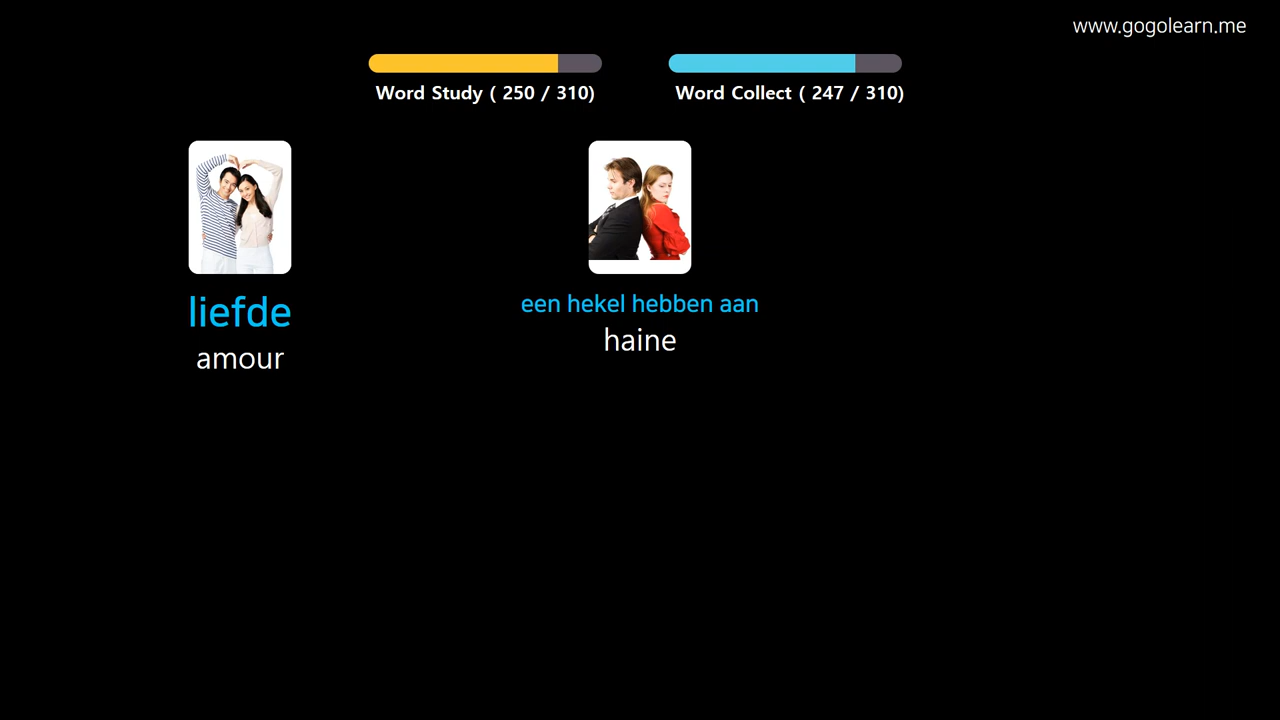 www.gogolearn.me
Word Study ( 250 / 310)
Word Collect ( 247 / 310)
liefde
amour
een hekel hebben aan
haine